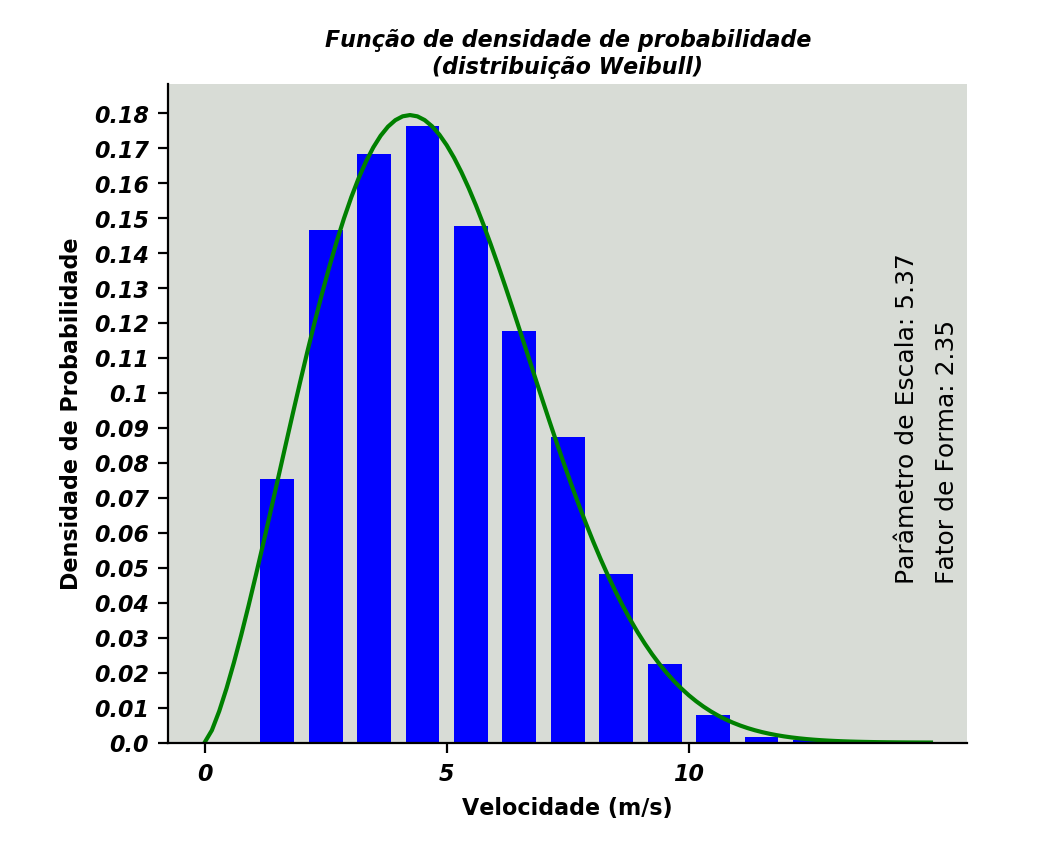 Função de densidade de probabilidade
(distribuição Weibull)
0.18
0.17
0.16
0.15
0.14
0.13
0.12
0.11
0.1
0.09
0.08
0.07
0.06
0.05
0.04
0.03
0.02
0.01
0.0
Densidade de Probabilidade
Parâmetro de Escala: 5.37
Fator de Forma: 2.35
0 5 10
Velocidade (m/s)